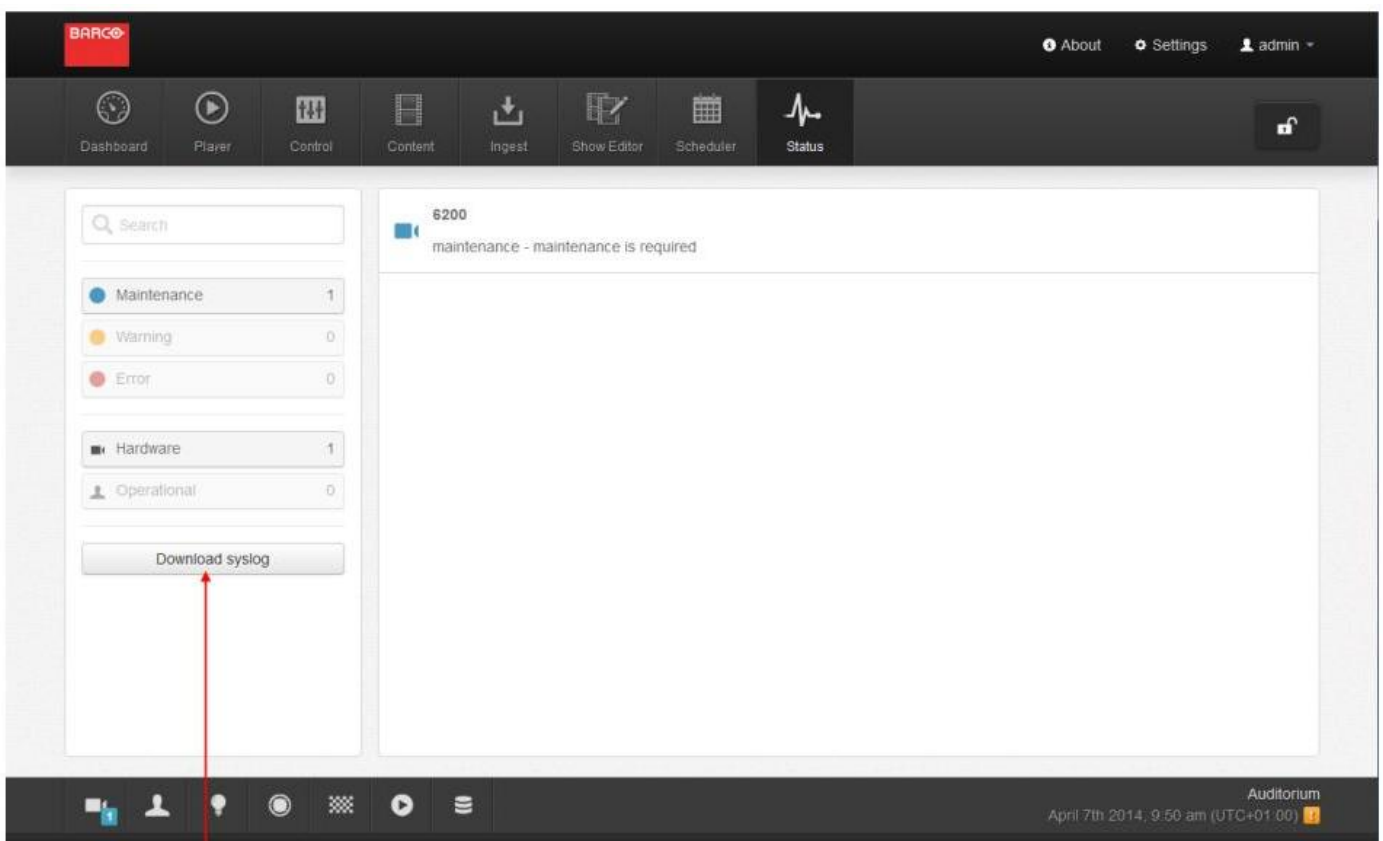 BARCO
About
Settings
admin
Dashboard
Player
Control
Content
Ingest
Show Editor
Scheduler
Status
Search
Maintenance 1
Warning 0
Error 0
Hardware 1
Operational 0
Download syslog
6200
maintenance - maintenance is required
1
Auditorium
April 7th 2014, 9:50 am (UTC+01:00)